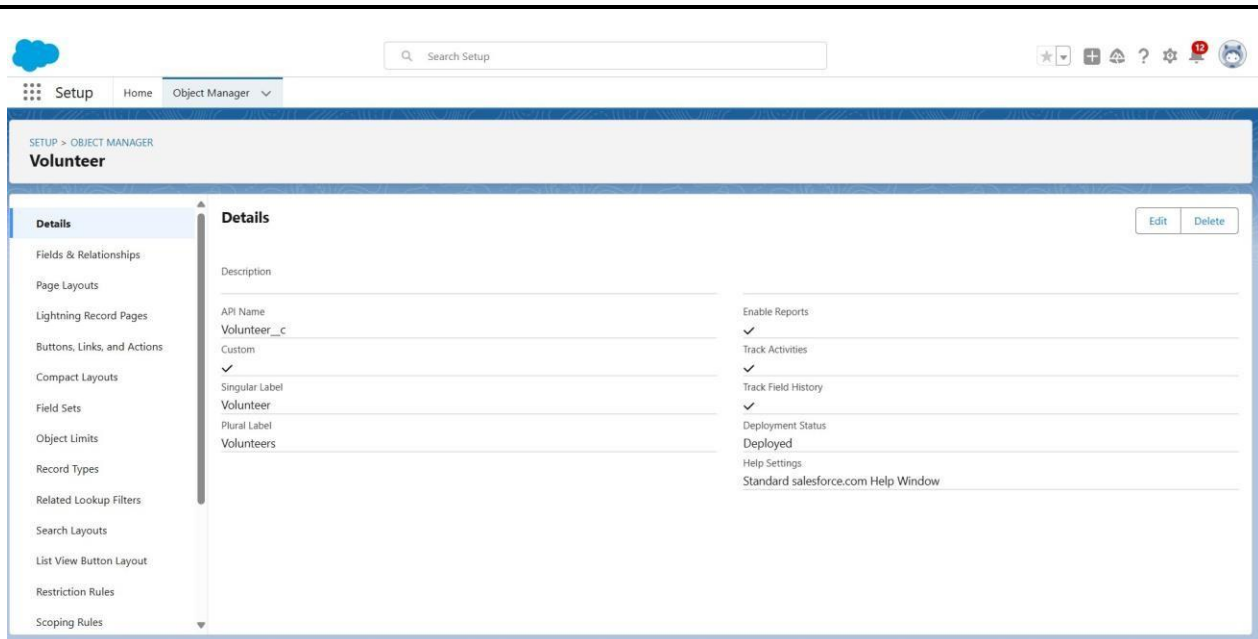 Search Setup
12
Setup
Home
Object Manager
SETUP > OBJECT MANAGER
Volunteer
Details
Fields & Relationships
Page Layouts
Lightning Record Pages
Buttons, Links, and Actions
Compact Layouts
Field Sets
Object Limits
Record Types
Related Lookup Filters
Search Layouts
List View Button Layout
Restriction Rules
Scoping Rules
Details
Edit
Delete
Description
API Name
Volunteer__c
Custom
Singular Label
Volunteer
Plural Label
Volunteers
Enable Reports
Track Activities
Track Field History
Deployment Status
Deployed
Help Settings
Standard salesforce.com Help Window